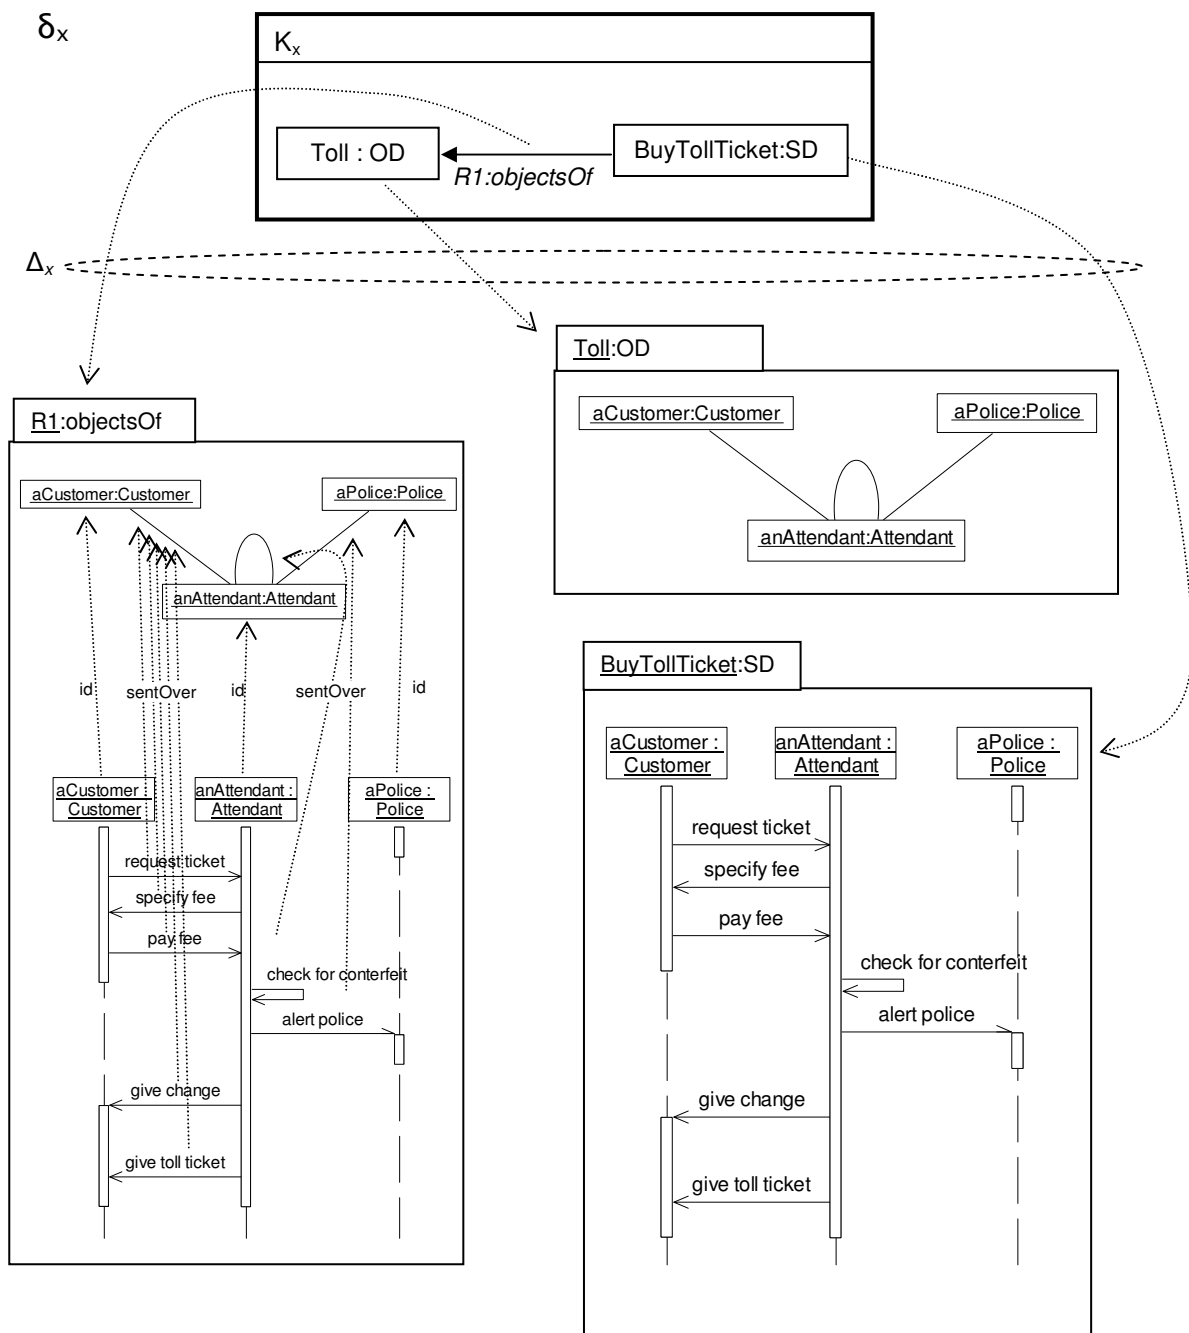 δx
Kx
Toll : OD
BuyTollTicket:SD
R1:objectsOf
Δx
Toll:OD
aCustomer:Customer
aPolice:Police
anAttendant:Attendant
R1:objectsOf
aCustomer:Customer
aPolice:Police
anAttendant:Attendant
id
sentOver
id
sentOver
id
aCustomer :
Customer
anAttendant :
Attendant
aPolice :
Police
request ticket
specify fee
pay fee
check for conterfeit
alert police
give change
give toll ticket
BuyTollTicket:SD
aCustomer :
Customer
anAttendant :
Attendant
aPolice :
Police
request ticket
specify fee
pay fee
check for conterfeit
alert police
give change
give toll ticket